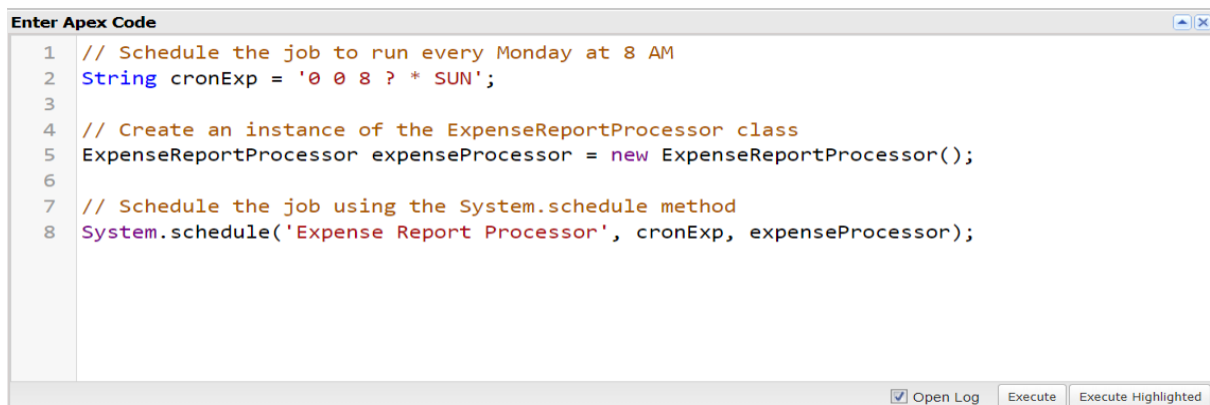 Enter Apex Code
1 // Schedule the job to run every Monday at 8 AM
2 String cronExp = '0 0 8 ? * SUN';
3
4 // Create an instance of the ExpenseReportProcessor class
5 ExpenseReportProcessor expenseProcessor = new ExpenseReportProcessor();
6
7 // Schedule the job using the System.schedule method
8 System.schedule('Expense Report Processor', cronExp, expenseProcessor);
Open Log Execute Execute Highlighted